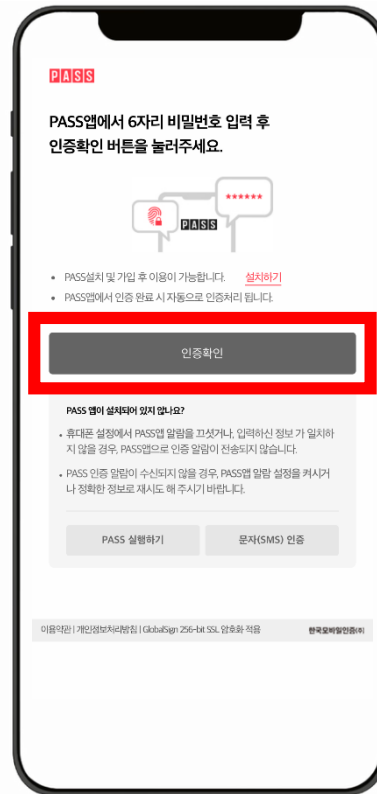 PASS
PASS앱에서 6자리 비밀번호 입력 후
인증확인 버튼을 눌러주세요.
******
PASS
• PASS설치 및 가입 후 이용이 가능합니다. 설치하기
• PASS앱에서 인증 완료 시 자동으로 인증처리 됩니다.
인증확인
PASS 앱이 설치되어 있지 않나요?
• 휴대폰 설정에서 PASS앱 알람을 끄셧거나, 입력하신 정보 가 일치하
지 않을 경우, PASS앱으로 인증 알람이 전송되지 않습니다.
• PASS 인증 알람이 수신되지 않을 경우, PASS앱 알람 설정을 켜시거
나 정확한 정보로 재시도 해 주시기 바랍니다.
PASS 실행하기
문자(SMS) 인증
이용약관 | 개인정보처리방침 | GlobalSign 256-bit SSL 암호화 적용
한국모바일인증(주)